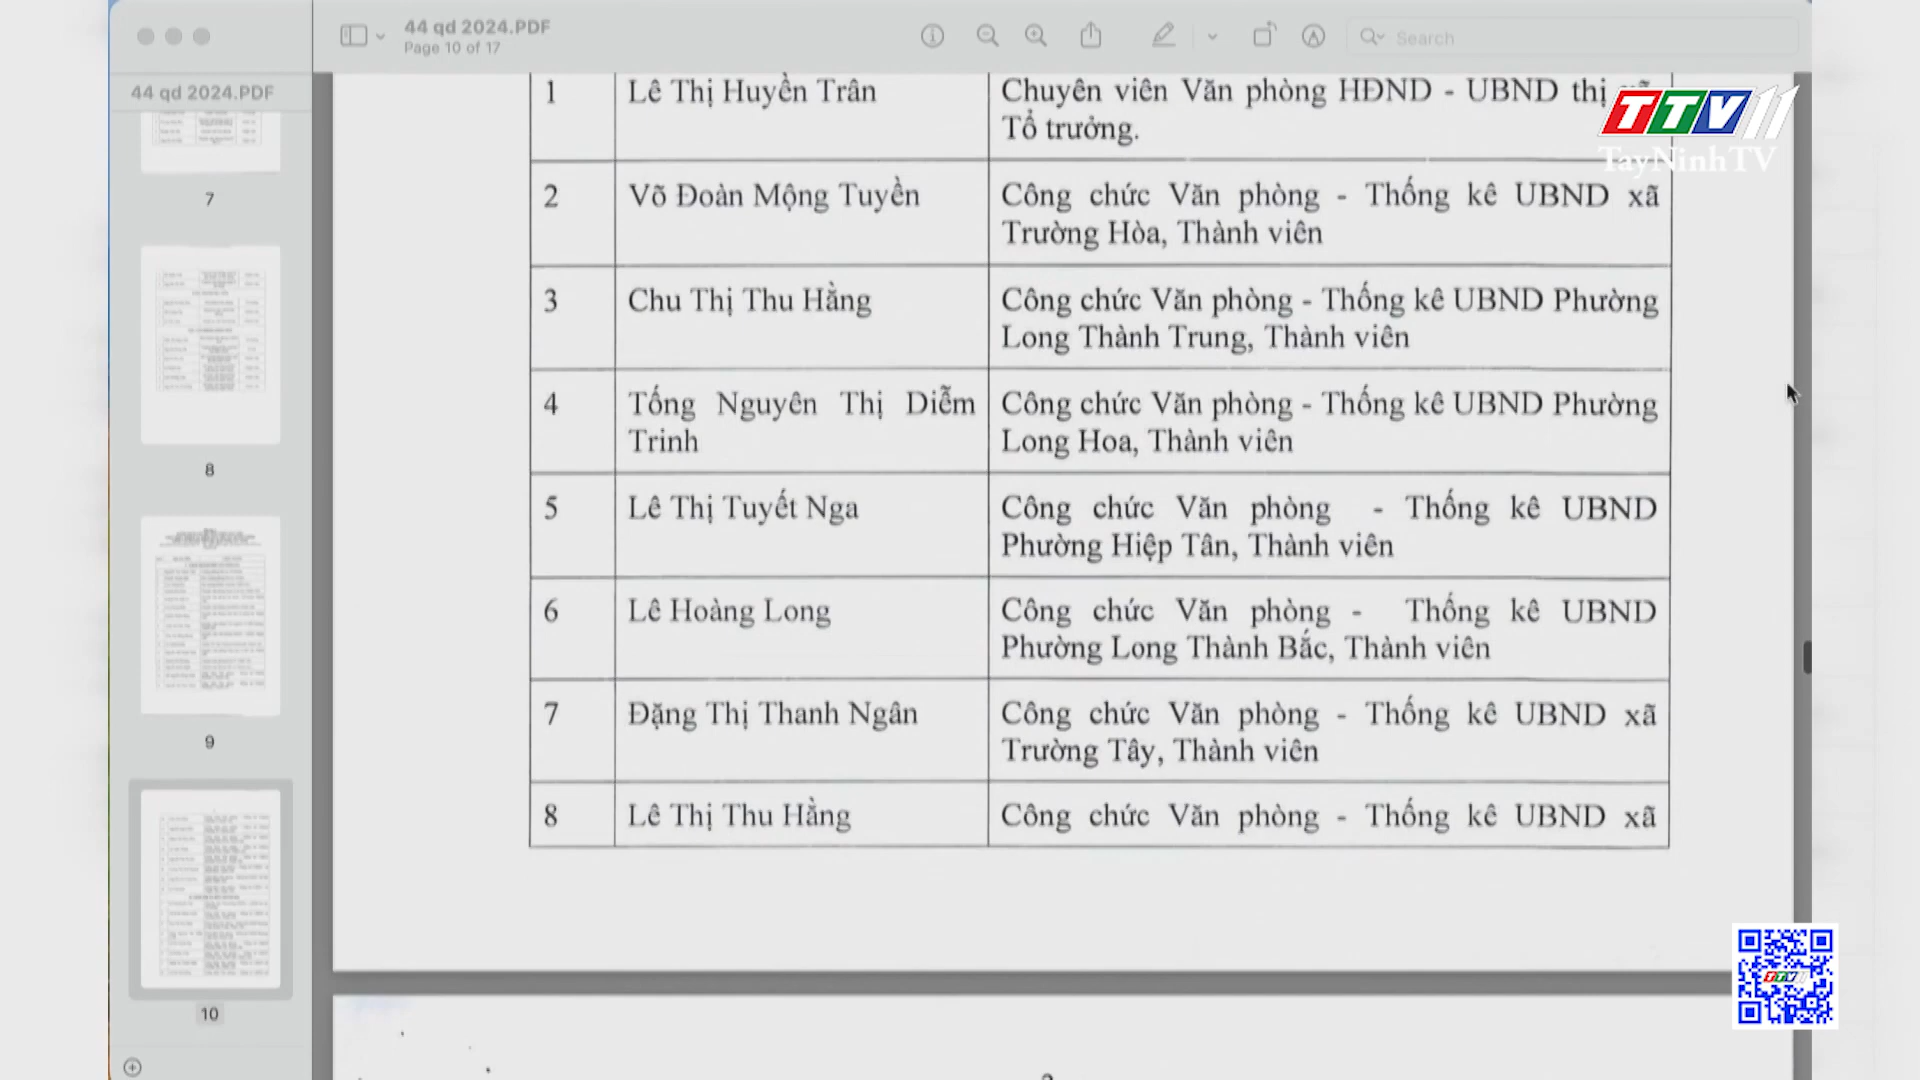 44 qd 2024.PDF
Page 10 of 17
Search
44 qd 2024.PDF
7
8
9
10
1 Lê Thị Huyền Trân Chuyên viên Văn phòng HĐND - UBND thị
Tổ trưởng.
2 Võ Đoàn Mộng Tuyền Công chức Văn phòng - Thống kê UBND xã
Trường Hòa, Thành viên
3 Chu Thị Thu Hằng Công chức Văn phòng - Thống kê UBND Phường
Long Thành Trung, Thành viên
4 Tống Nguyên Thị Diễm Công chức Văn phòng - Thống kê UBND Phường
Trinh Long Hoa, Thành viên
5 Lê Thị Tuyết Nga Công chức Văn phòng - Thống kê UBND
Phường Hiệp Tân, Thành viên
6 Lê Hoàng Long Công chức Văn phòng - Thống kê UBND
Phường Long Thành Bắc, Thành viên
7 Đặng Thị Thanh Ngân Công chức Văn phòng - Thống kê UBND xã
Trường Tây, Thành viên
8 Lê Thị Thu Hằng Công chức Văn phòng - Thống kê UBND xã
TTV11
TayNinhTV
TTV11